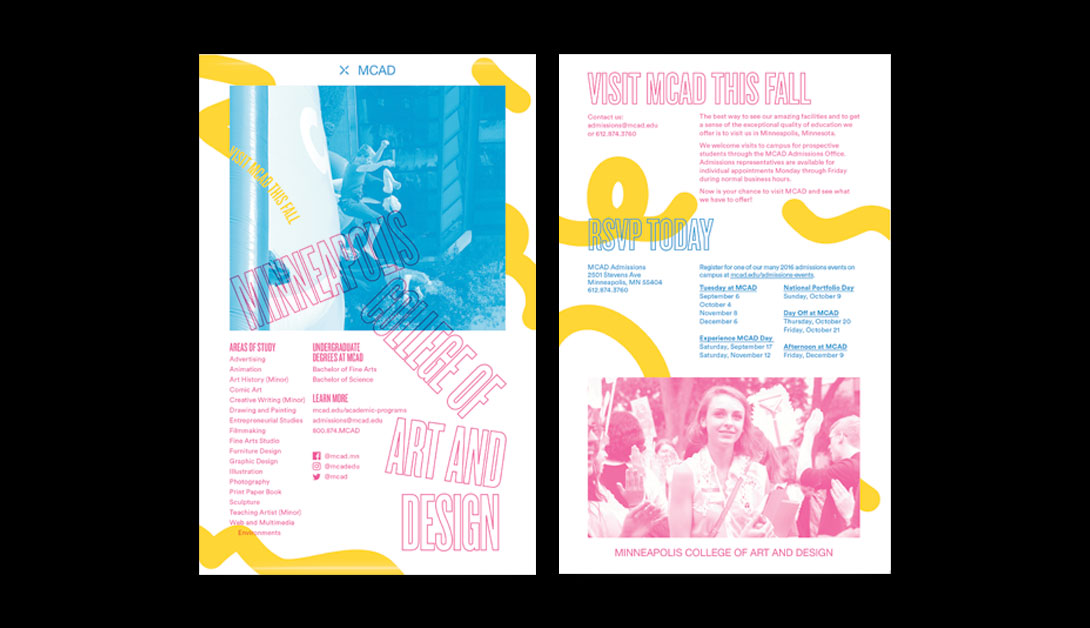 MCAD
VISIT MCAD THIS FALL
MINNEAPOLIS
COLLEGE OF
ART AND
DESIGN
AREAS OF STUDY
Advertising
Animation
Art History (Minor)
Comic Art
Creative Writing (Minor)
Drawing and Painting
Entrepreneurial Studies
Filmmaking
Fine Arts Studio
Furniture Design
Graphic Design
Illustration
Photography
Print Paper Book
Sculpture
Teaching Artist (Minor)
Web and Multimedia
Environments
UNDERGRADUATE
DEGREES AT MCAD
Bachelor of Fine Arts
Bachelor of Science
LEARN MORE
mcad.edu/academic-programs
admissions@mcad.edu
800.874.MCAD
@mcad.mn
@mcadedu
@mcad
VISIT MCAD THIS FALL
Contact us:
admissions@mcad.edu
or 612.874.3760
The best way to see our amazing facilities and to get
a sense of the exceptional quality of education we
offer is to visit us in Minneapolis, Minnesota.
We welcome visits to campus for prospective
students through the MCAD Admissions Office.
Admissions representatives are available for
individual appointments Monday through Friday
during normal business hours.
Now is your chance to visit MCAD and see what
we have to offer!
RSVP TODAY
MCAD Admissions
2501 Stevens Ave
Minneapolis, MN 55404
612.874.3760
Register for one of our many 2016 admissions events on
campus at mcad.edu/admissions-events.
Tuesday at MCAD
September 6
October 4
November 8
December 6
Experience MCAD Day
Saturday, September 17
Saturday, November 12
National Portfolio Day
Sunday, October 9
Day Off at MCAD
Thursday, October 20
Friday, October 21
Afternoon at MCAD
Friday, December 9
MINNEAPOLIS COLLEGE OF ART AND DESIGN